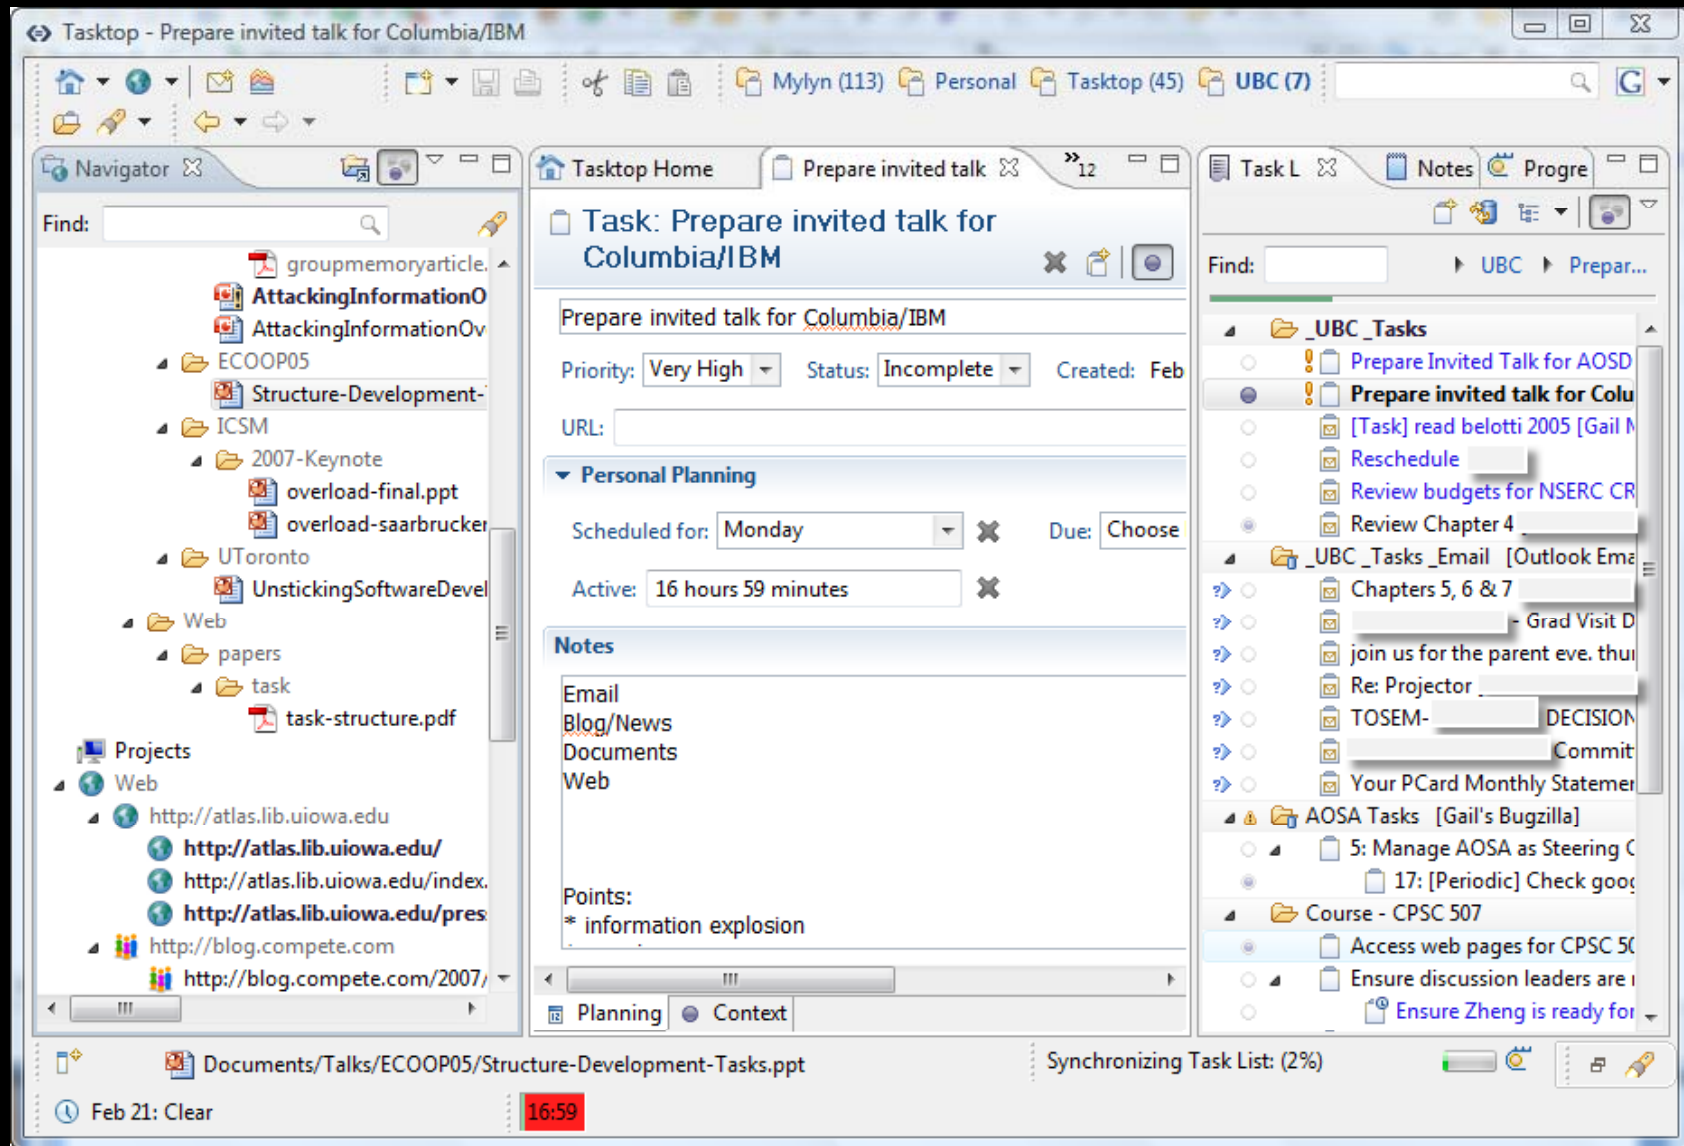 Tasktop - Prepare invited talk for Columbia/IBM
Mylyn (113) Personal Tasktop (45) UBC (7)
Navigator
Find:
groupmemoryarticle.
AttackingInformationO
AttackingInformationOv
ECOOP05
Structure-Development-
ICSM
2007-Keynote
overload-final.ppt
overload-saarbrucker
UToronto
UnstickingSoftwareDevel
Web
papers
task
task-structure.pdf
Projects
Web
http://atlas.lib.uiowa.edu
http://atlas.lib.uiowa.edu/
http://atlas.lib.uiowa.edu/index.
http://atlas.lib.uiowa.edu/pres
http://blog.compete.com
http://blog.compete.com/2007/
Tasktop Home
Prepare invited talk
12
Task: Prepare invited talk for
Columbia/IBM
Prepare invited talk for Columbia/IBM
Priority: Very High Status: Incomplete Created: Feb
URL:
Personal Planning
Scheduled for: Monday Due: Choose
Active: 16 hours 59 minutes
Notes
Email
Blog/News
Documents
Web
Points:
* information explosion
Planning Context
Task L Notes Progre
Find: UBC Prepar...
_UBC_Tasks
Prepare Invited Talk for AOSD
Prepare invited talk for Colu
[Task] read belotti 2005 [Gail M
Reschedule
Review budgets for NSERC CR
Review Chapter 4
_UBC_Tasks_Email [Outlook Ema
Chapters 5, 6 & 7
- Grad Visit D
join us for the parent eve. thur
Re: Projector
TOSEM- DECISION
Committ
Your PCard Monthly Statemen
AOSA Tasks [Gail's Bugzilla]
5: Manage AOSA as Steering C
17: [Periodic] Check goog
Course - CPSC 507
Access web pages for CPSC 50
Ensure discussion leaders are r
Ensure Zheng is ready for
Documents/Talks/ECOOP05/Structure-Development-Tasks.ppt
Synchronizing Task List: (2%)
Feb 21: Clear
16:59